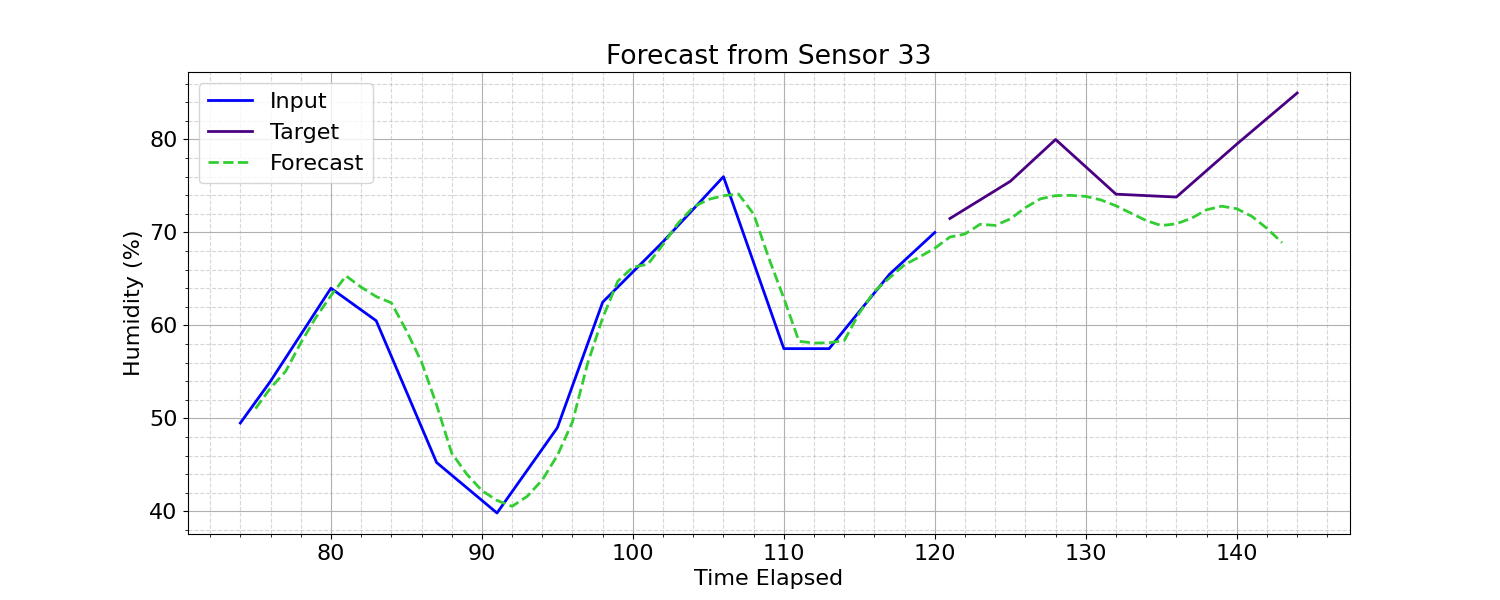 Forecast from Sensor 33
Input
Target
Forecast
80
70
60
50
40
Humidity (%)
80 90 100 110 120 130 140
Time Elapsed